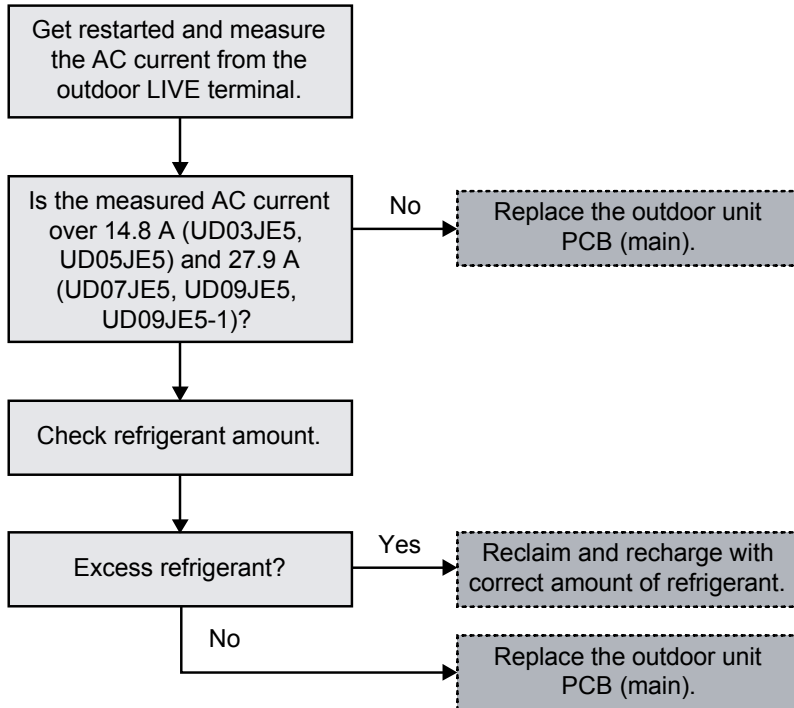 Get restarted and measure
the AC current from the
outdoor LIVE terminal.
Is the measured AC current
over 14.8 A (UD03JE5,
UD05JE5) and 27.9 A
(UD07JE5, UD09JE5,
UD09JE5-1)?
No
Replace the outdoor unit
PCB (main).
Check refrigerant amount.
Excess refrigerant?
Yes
Reclaim and recharge with
correct amount of refrigerant.
No
Replace the outdoor unit
PCB (main).